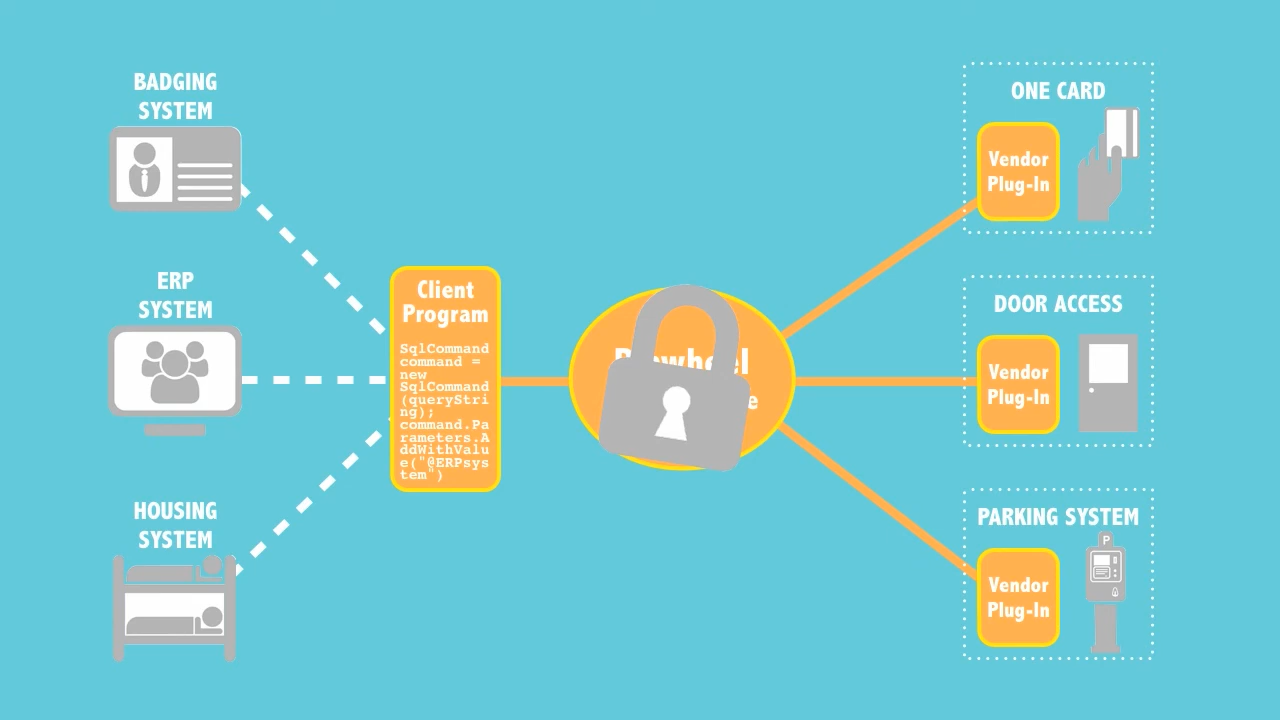 BADGING
SYSTEM
ERP
SYSTEM
HOUSING
SYSTEM
Client
Program
SqlCommand
command =
new
SqlCommand
(queryStri
ng);
command.Pa
rameters.A
ddWithValu
e("@ERPsys
tem")
ONE CARD
Vendor
Plug-In
DOOR ACCESS
Vendor
Plug-In
PARKING SYSTEM
P
Vendor
Plug-In